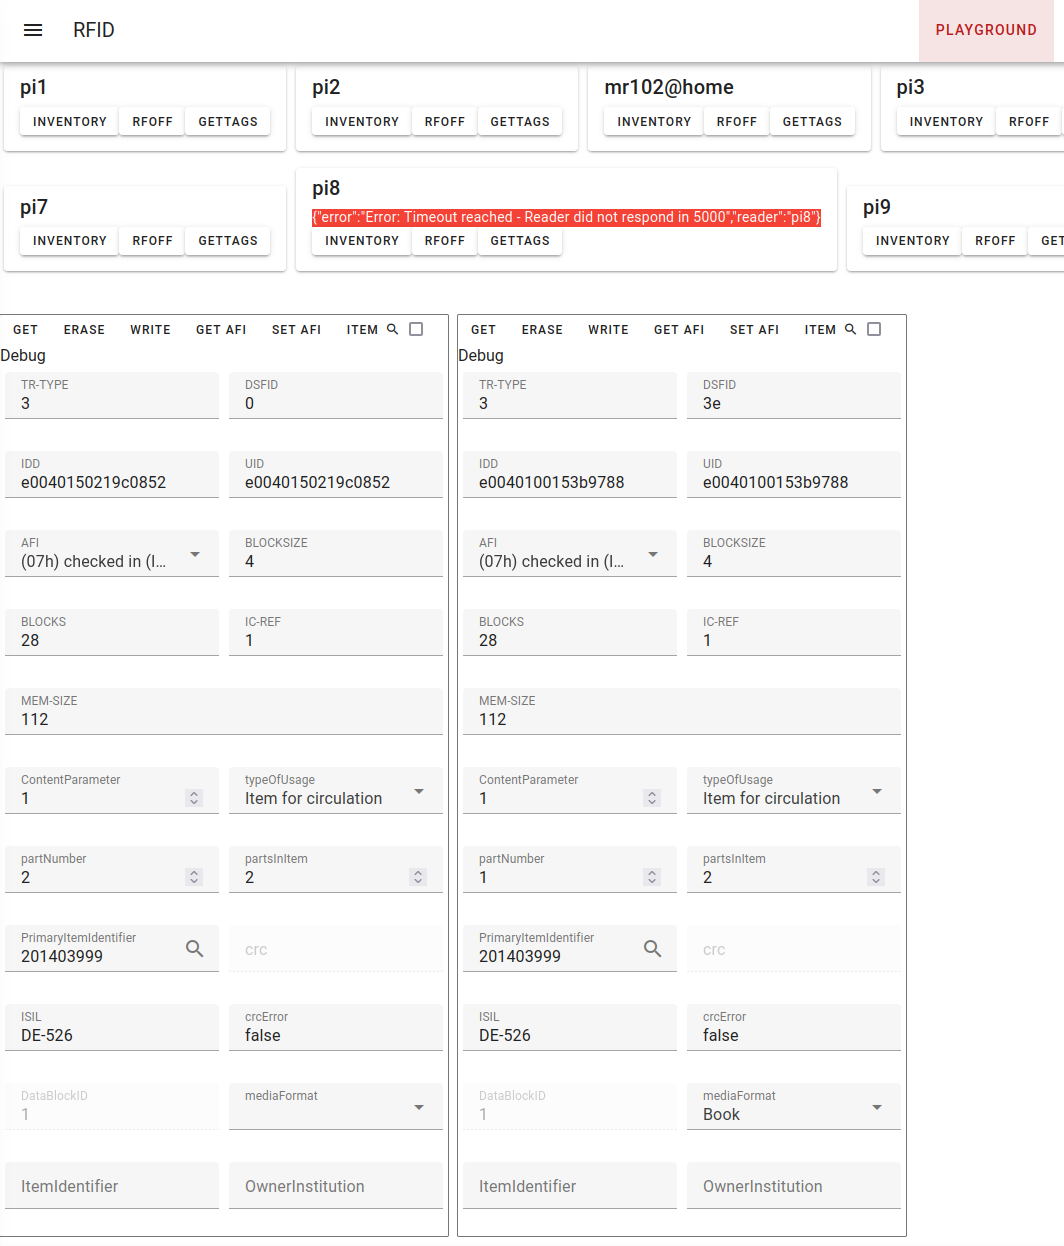 RFID
PLAYGROUND
pi1
INVENTORY RFOFF GETTAGS
pi2
INVENTORY RFOFF GETTAGS
mr102@home
INVENTORY RFOFF GETTAGS
pi3
INVENTORY RFOFF
pi7
INVENTORY RFOFF GETTAGS
pi8
{"error":"Error: Timeout reached - Reader did not respond in 5000","reader":"pi8"}
INVENTORY RFOFF GETTAGS
pi9
INVENTORY RFOFF GET
GET ERASE WRITE GET AFI SET AFI ITEM
Debug
TR-TYPE DSFID
3 0
IDD UID
e0040150219c0852 e0040150219c0852
AFI BLOCKSIZE
(07h) checked in (I... 4
BLOCKS IC-REF
28 1
MEM-SIZE
112
ContentParameter typeOfUsage
1 Item for circulation
partNumber partsInItem
2 2
PrimaryItemIdentifier
201403999 crc
ISIL crcError
DE-526 false
DataBlockID mediaFormat
1
ItemIdentifier OwnerInstitution
GET ERASE WRITE GET AFI SET AFI ITEM
Debug
TR-TYPE DSFID
3 3e
IDD UID
e0040100153b9788 e0040100153b9788
AFI BLOCKSIZE
(07h) checked in (I... 4
BLOCKS IC-REF
28 1
MEM-SIZE
112
ContentParameter typeOfUsage
1 Item for circulation
partNumber partsInItem
1 2
PrimaryItemIdentifier
201403999 crc
ISIL crcError
DE-526 false
DataBlockID mediaFormat
1 Book
ItemIdentifier OwnerInstitution